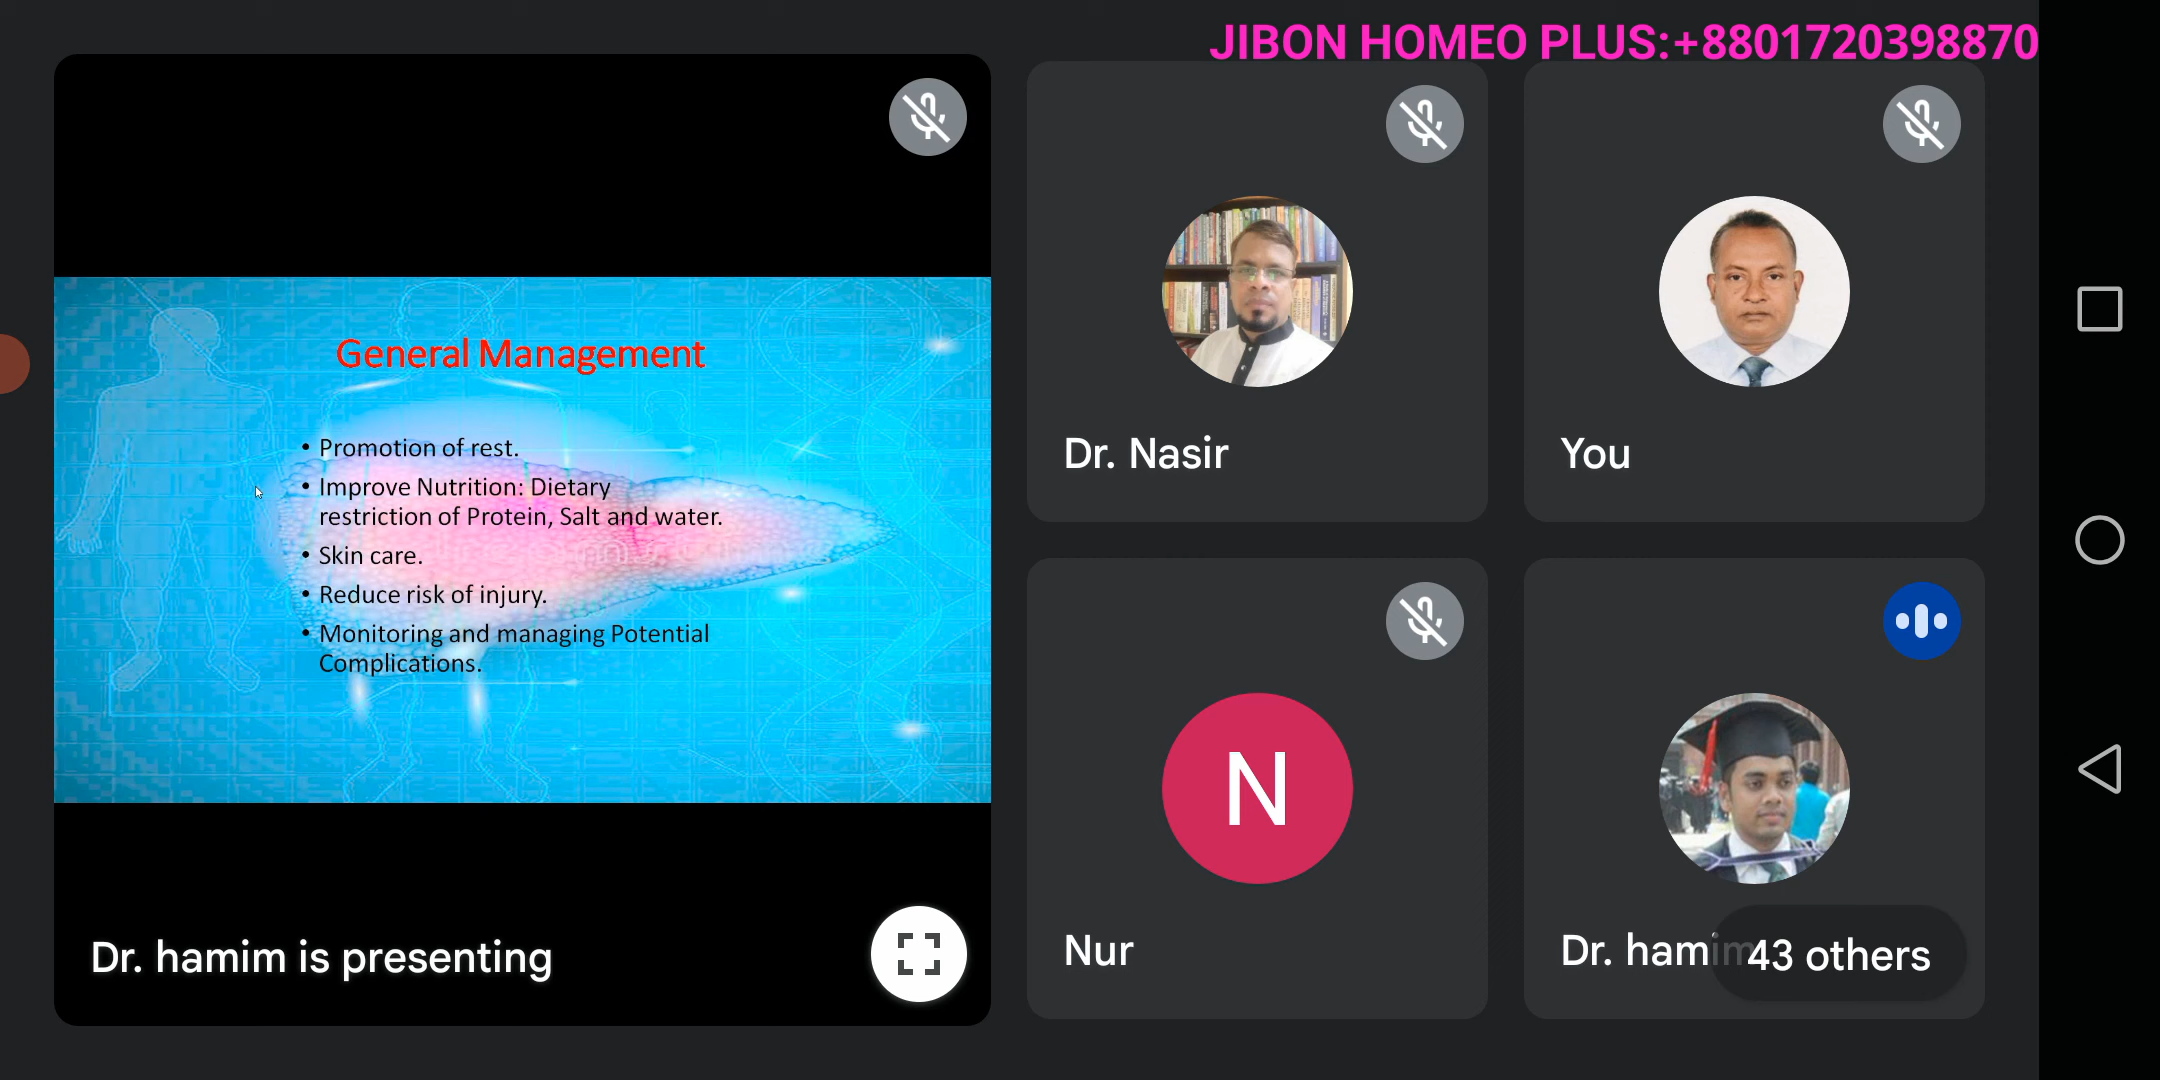 JIBON HOMEO PLUS:+8801720398870
General Management
• Promotion of rest.
• Improve Nutrition: Dietary
restriction of Protein, Salt and water.
• Skin care.
• Reduce risk of injury.
• Monitoring and managing Potential
Complications.
Dr. hamim is presenting
Dr. Nasir
You
N
Nur
Dr. hamim
43 others